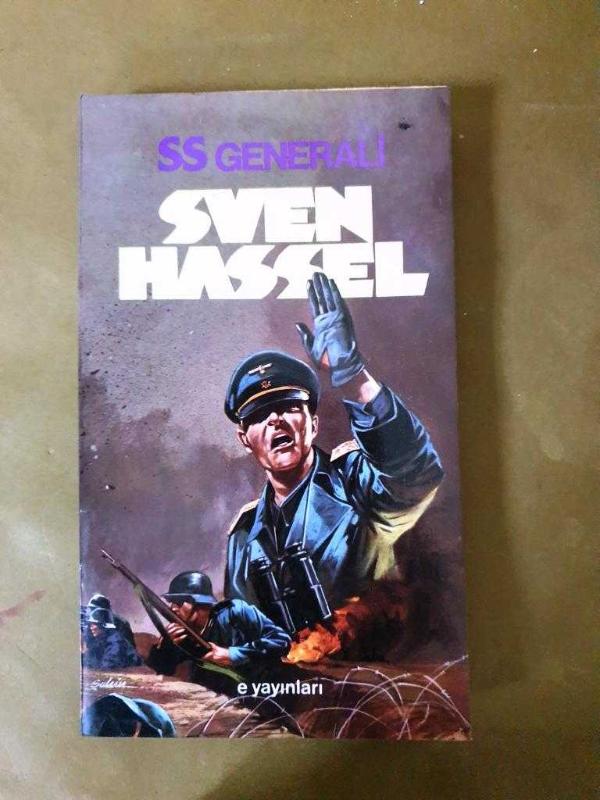 SS GENERALİ
SVEN
HASSEL
e yayınları